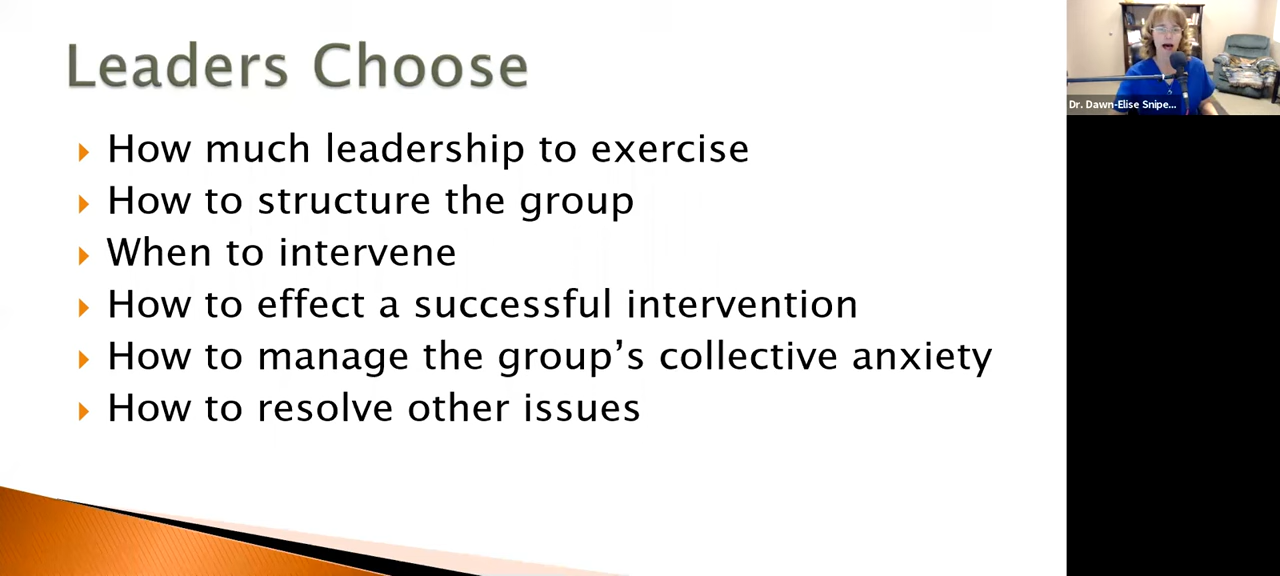 Leaders Choose
How much leadership to exercise
How to structure the group
When to intervene
How to effect a successful intervention
How to manage the group’s collective anxiety
How to resolve other issues
Dr. Dawn-Elise Snipe...